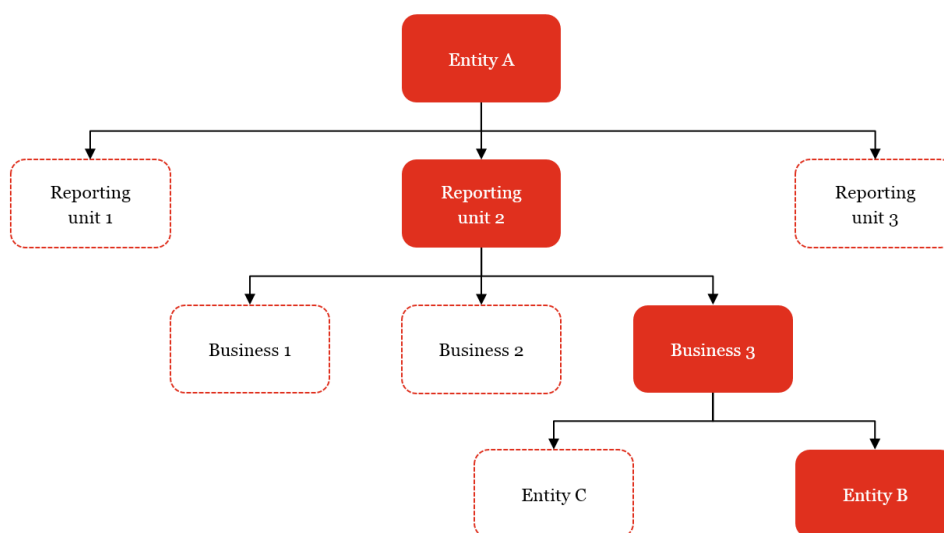 Entity A
Reporting
unit 1
Reporting
unit 2
Reporting
unit 3
Business 1
Business 2
Business 3
Entity C
Entity B